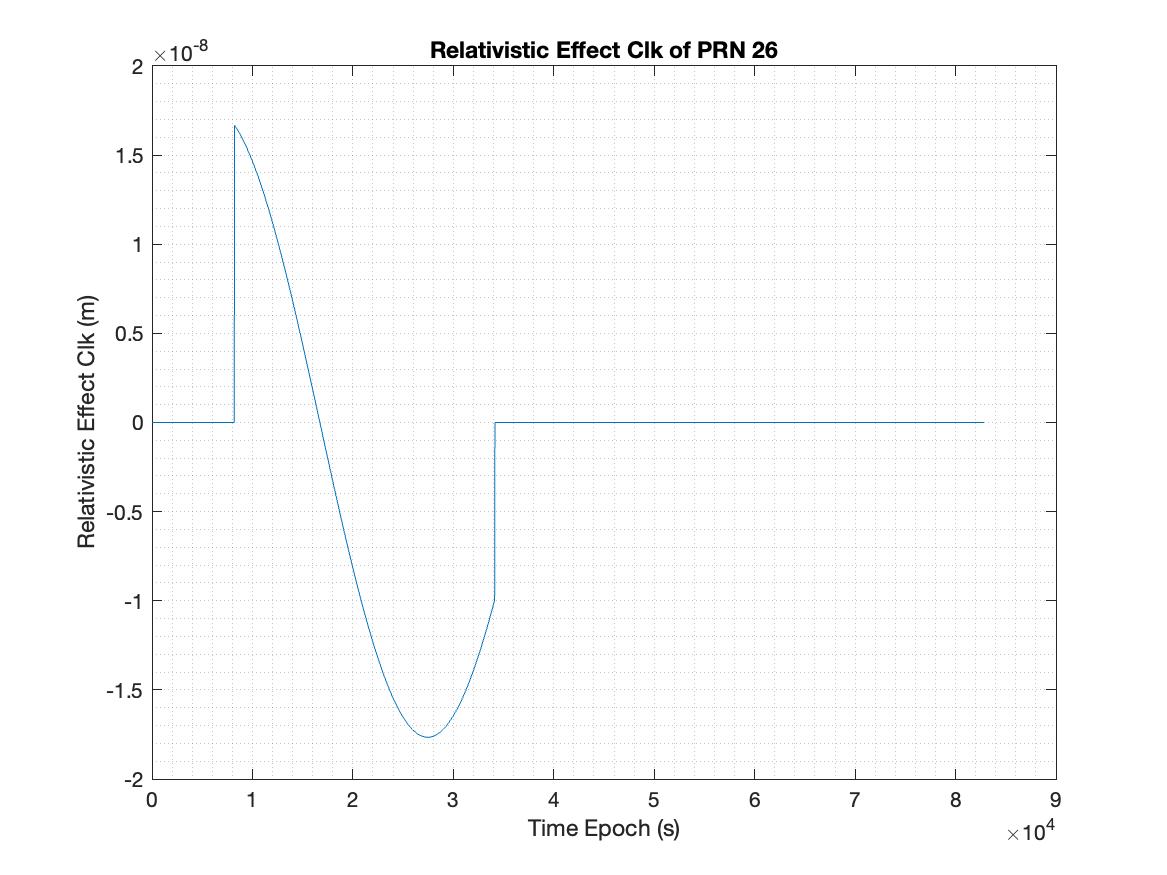 Relativistic Effect Clk of PRN 26
×10-8
2
1.5
1
0.5
0
-0.5
-1
-1.5
-2
Relativistic Effect Clk (m)
0 1 2 3 4 5 6 7 8 9
Time Epoch (s)
×104